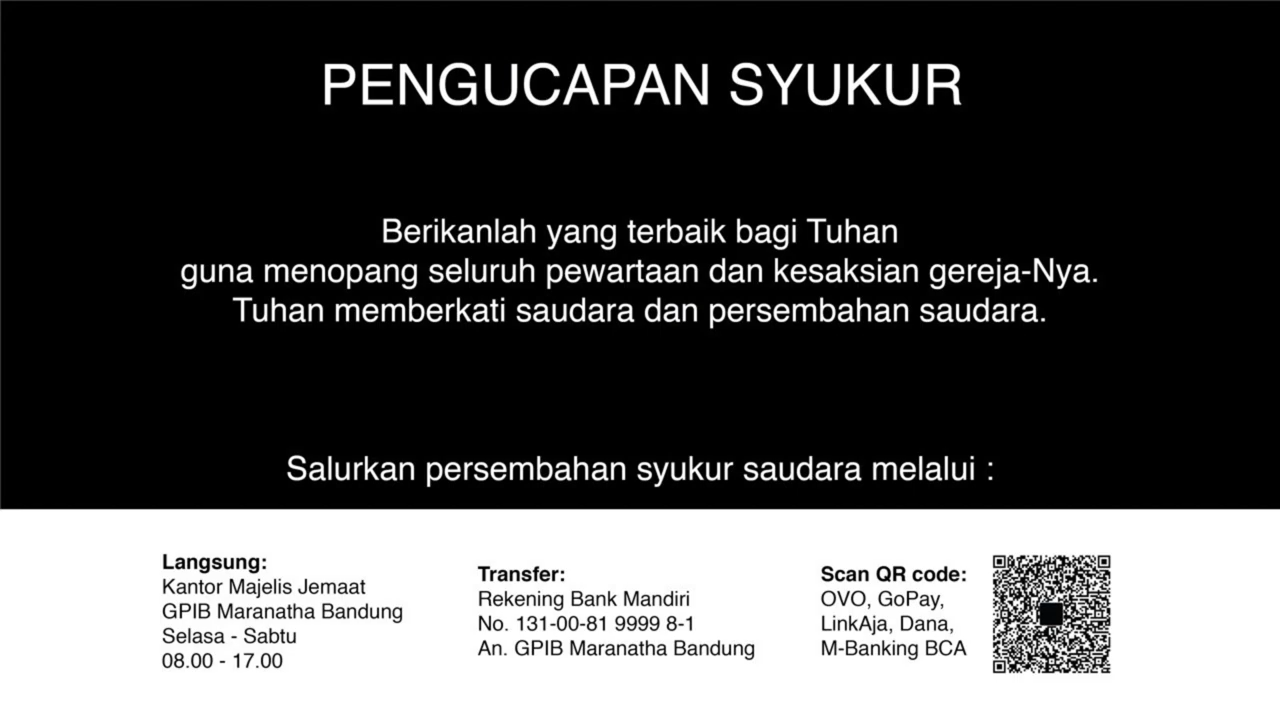 PENGUCAPAN SYUKUR
Berikanlah yang terbaik bagi Tuhan
guna menopang seluruh pewartaan dan kesaksian gereja-Nya.
Tuhan memberkati saudara dan persembahan saudara.
Salurkan persembahan syukur saudara melalui :
Langsung:
Kantor Majelis Jemaat
GPIB Maranatha Bandung
Selasa - Sabtu
08.00 - 17.00
Transfer:
Rekening Bank Mandiri
No. 131-00-81 9999 8-1
An. GPIB Maranatha Bandung
Scan QR code:
OVO, GoPay,
LinkAja, Dana,
M-Banking BCA